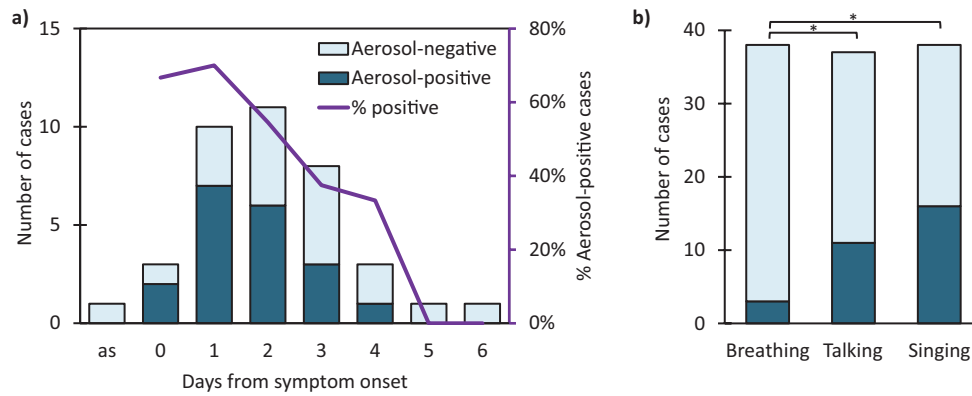 a)
15
10
5
0
Number of cases
Aerosol-negative
Aerosol-positive
% positive
80%
60%
40%
20%
0%
% Aerosol-positive cases
as 0 1 2 3 4 5 6
Days from symptom onset
b)
* *
40
30
20
10
0
Number of cases
Breathing Talking Singing